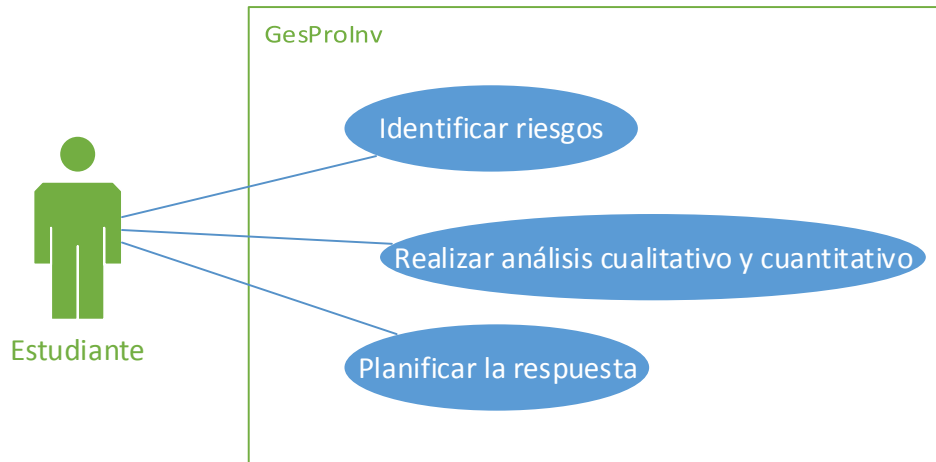 GesProInv
Identificar riesgos
Realizar análisis cualitativo y cuantitativo
Planificar la respuesta
Estudiante